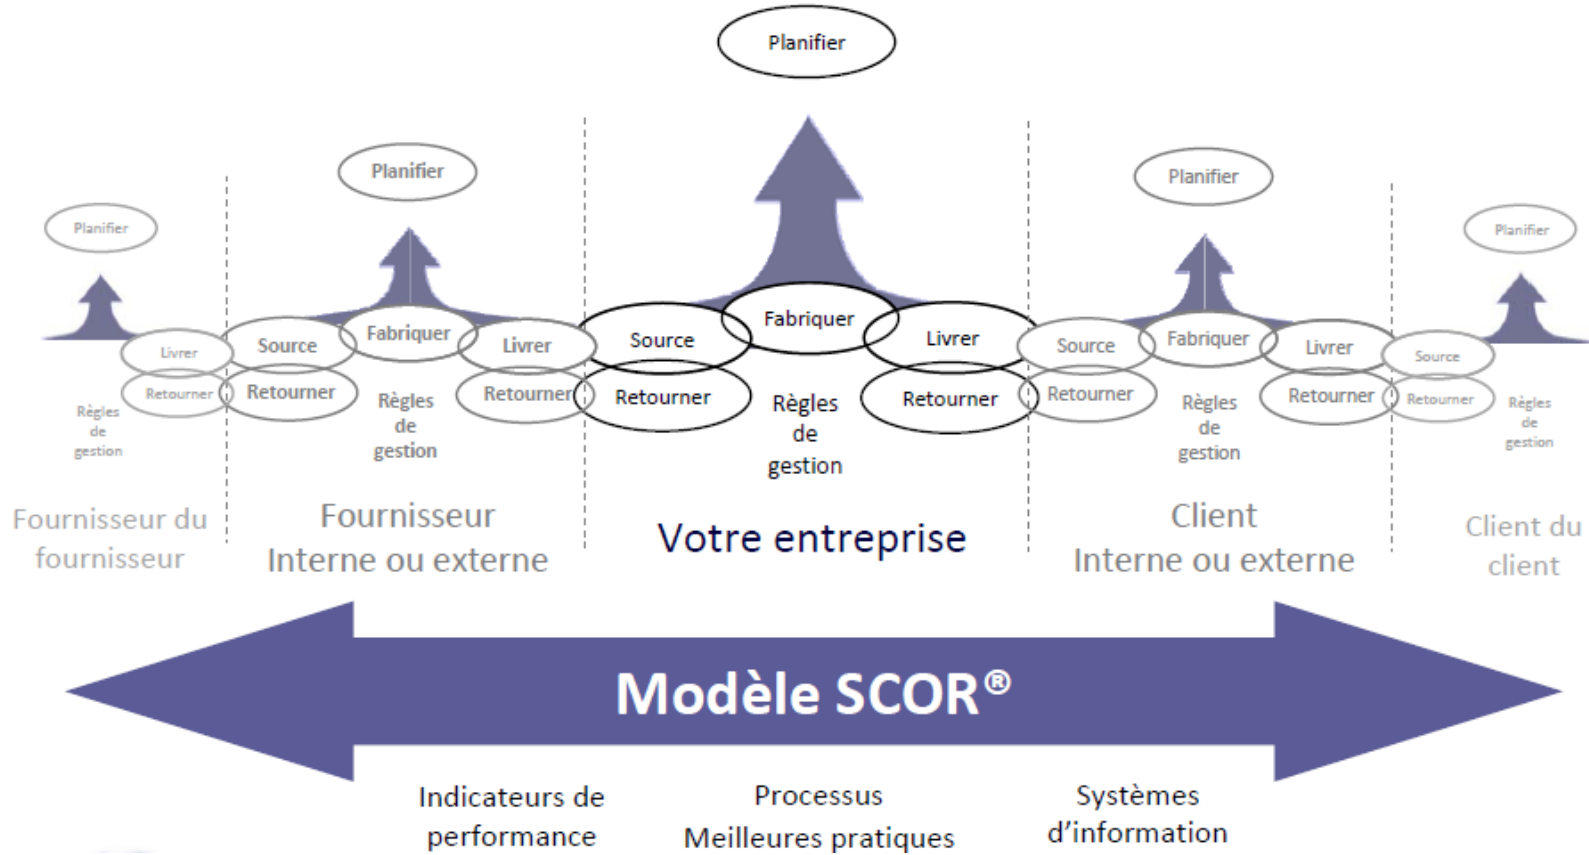 Planifier
Planifier
Planifier
Planifier
Planifier
Livrer
Retourner
Règles
de
gestion
Fournisseur du
fournisseur
Source
Fabriquer
Livrer
Retourner
Retourner
Règles
de
gestion
Fournisseur
Interne ou externe
Source
Fabriquer
Livrer
Retourner
Retourner
Règles
de
gestion
Votre entreprise
Source
Fabriquer
Livrer
Retourner
Retourner
Règles
de
gestion
Client
Interne ou externe
Source
Retourner
Règles
de
gestion
Client du
client
Modèle SCOR®
Indicateurs de
performance
Processus
Meilleures pratiques
Systèmes
d'information